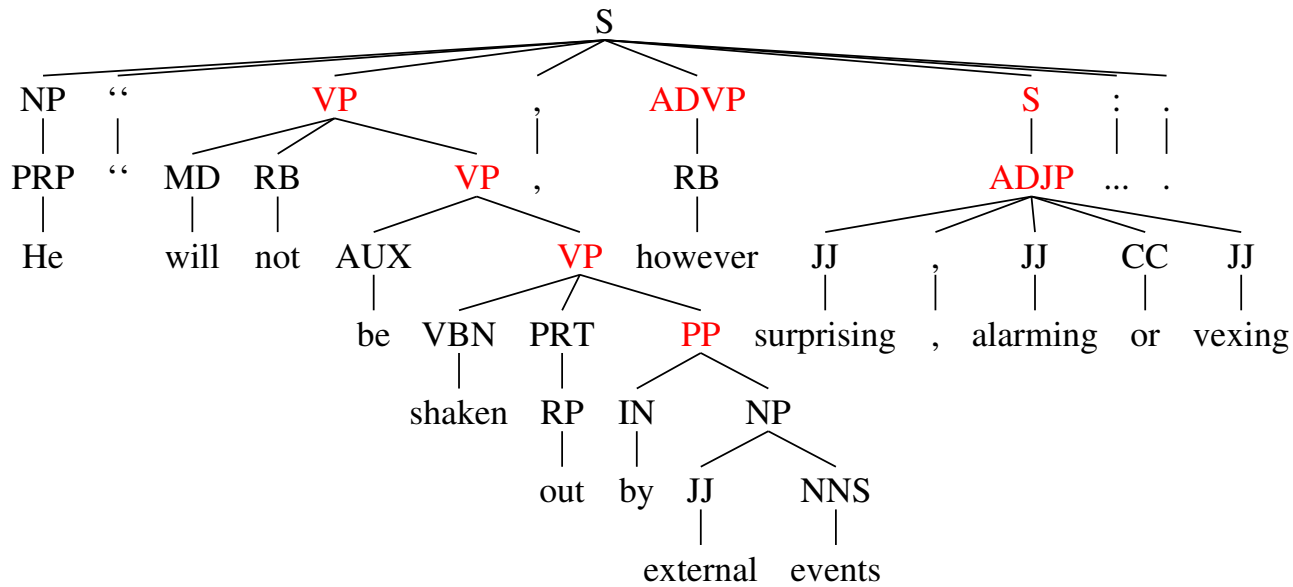 S
NP ‘‘ VP , ADVP S : .
PRP ‘‘ MD RB VP , RB ADJP ... .
He will not AUX VP however JJ , JJ CC JJ
be VBN PRT PP surprising , alarming or vexing
shaken RP IN NP
out by JJ NNS
external events